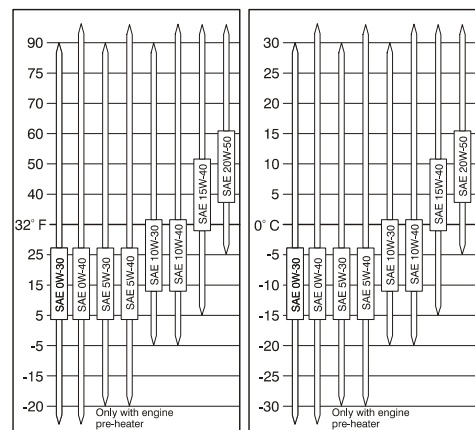 90
75
70
60
50
40
32° F
25
15
5
-5
-15
-20
SAE 0W-30
SAE 0W-40
SAE 5W-30
SAE 5W-40
SAE 10W-30
SAE 10W-40
SAE 15W-40
SAE 20W-50
Only with engine
pre-heater
30
25
20
15
10
5
0° C
-5
-10
-15
-20
-25
-30
SAE 0W-30
SAE 0W-40
SAE 5W-30
SAE 5W-40
SAE 10W-30
SAE 10W-40
SAE 15W-40
SAE 20W-50
Only with engine
pre-heater